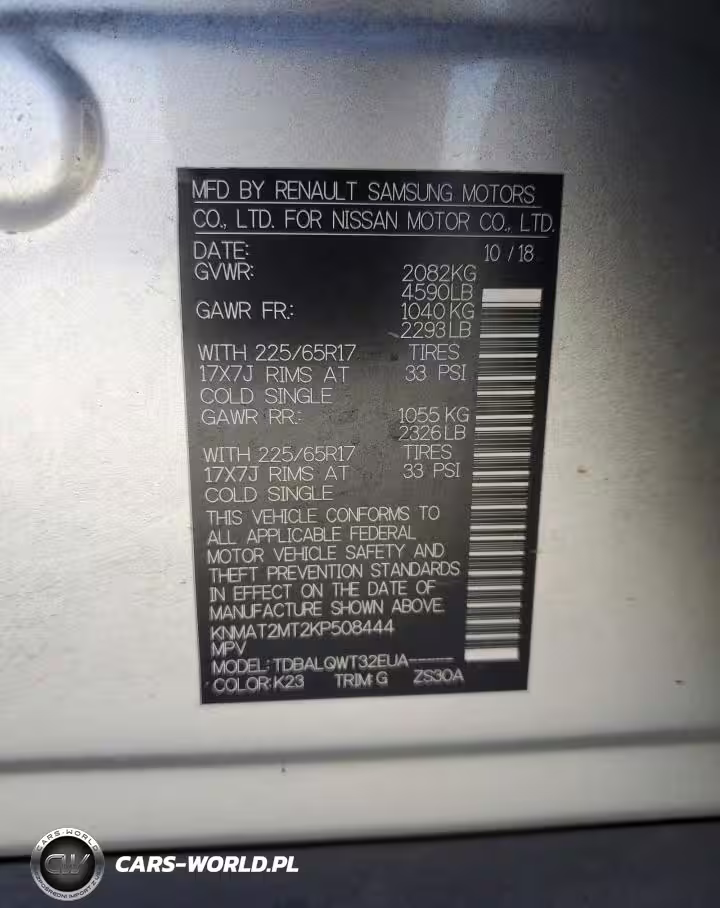 MFD BY RENAULT SAMSUNG MOTORS
CO., LTD. FOR NISSAN MOTOR CO., LTD.
DATE: 10 / 18
GVWR: 2082KG
4590LB
GAWR FR.: 1040 KG
2293LB
WITH 225/65R17 TIRES
17X7J RIMS AT 33 PSI
COLD SINGLE
GAWR RR.: 1055 KG
2326LB
WITH 225/65R17 TIRES
17X7J RIMS AT 33 PSI
COLD SINGLE
THIS VEHICLE CONFORMS TO
ALL APPLICABLE FEDERAL
MOTOR VEHICLE SAFETY AND
THEFT PREVENTION STANDARDS
IN EFFECT ON THE DATE OF
MANUFACTURE SHOWN ABOVE.
KNMAT2MT2KP508444
MPV
MODEL: TDBALQWT32EUA------
COLOR: K23 TRIM: G ZS30A
CARS-WORLD
CW
CARS-WORLD.PL